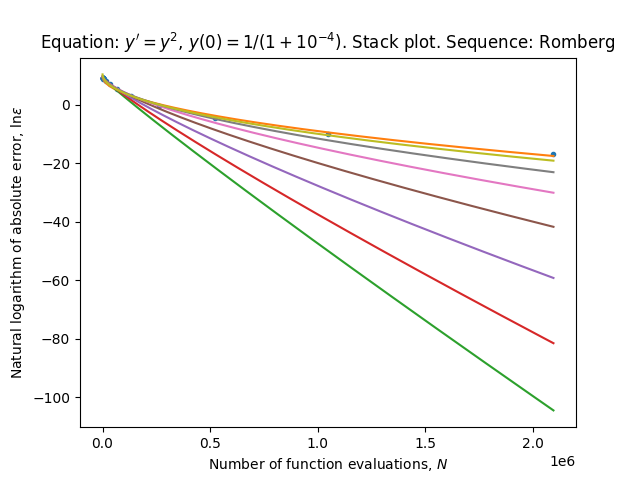 Equation: y′ = y², y(0) = 1/(1 + 10⁻⁴). Stack plot. Sequence: Romberg
Natural logarithm of absolute error, lnε
0
−20
−40
−60
−80
−100
0.0 0.5 1.0 1.5 2.0
1e6
Number of function evaluations, N